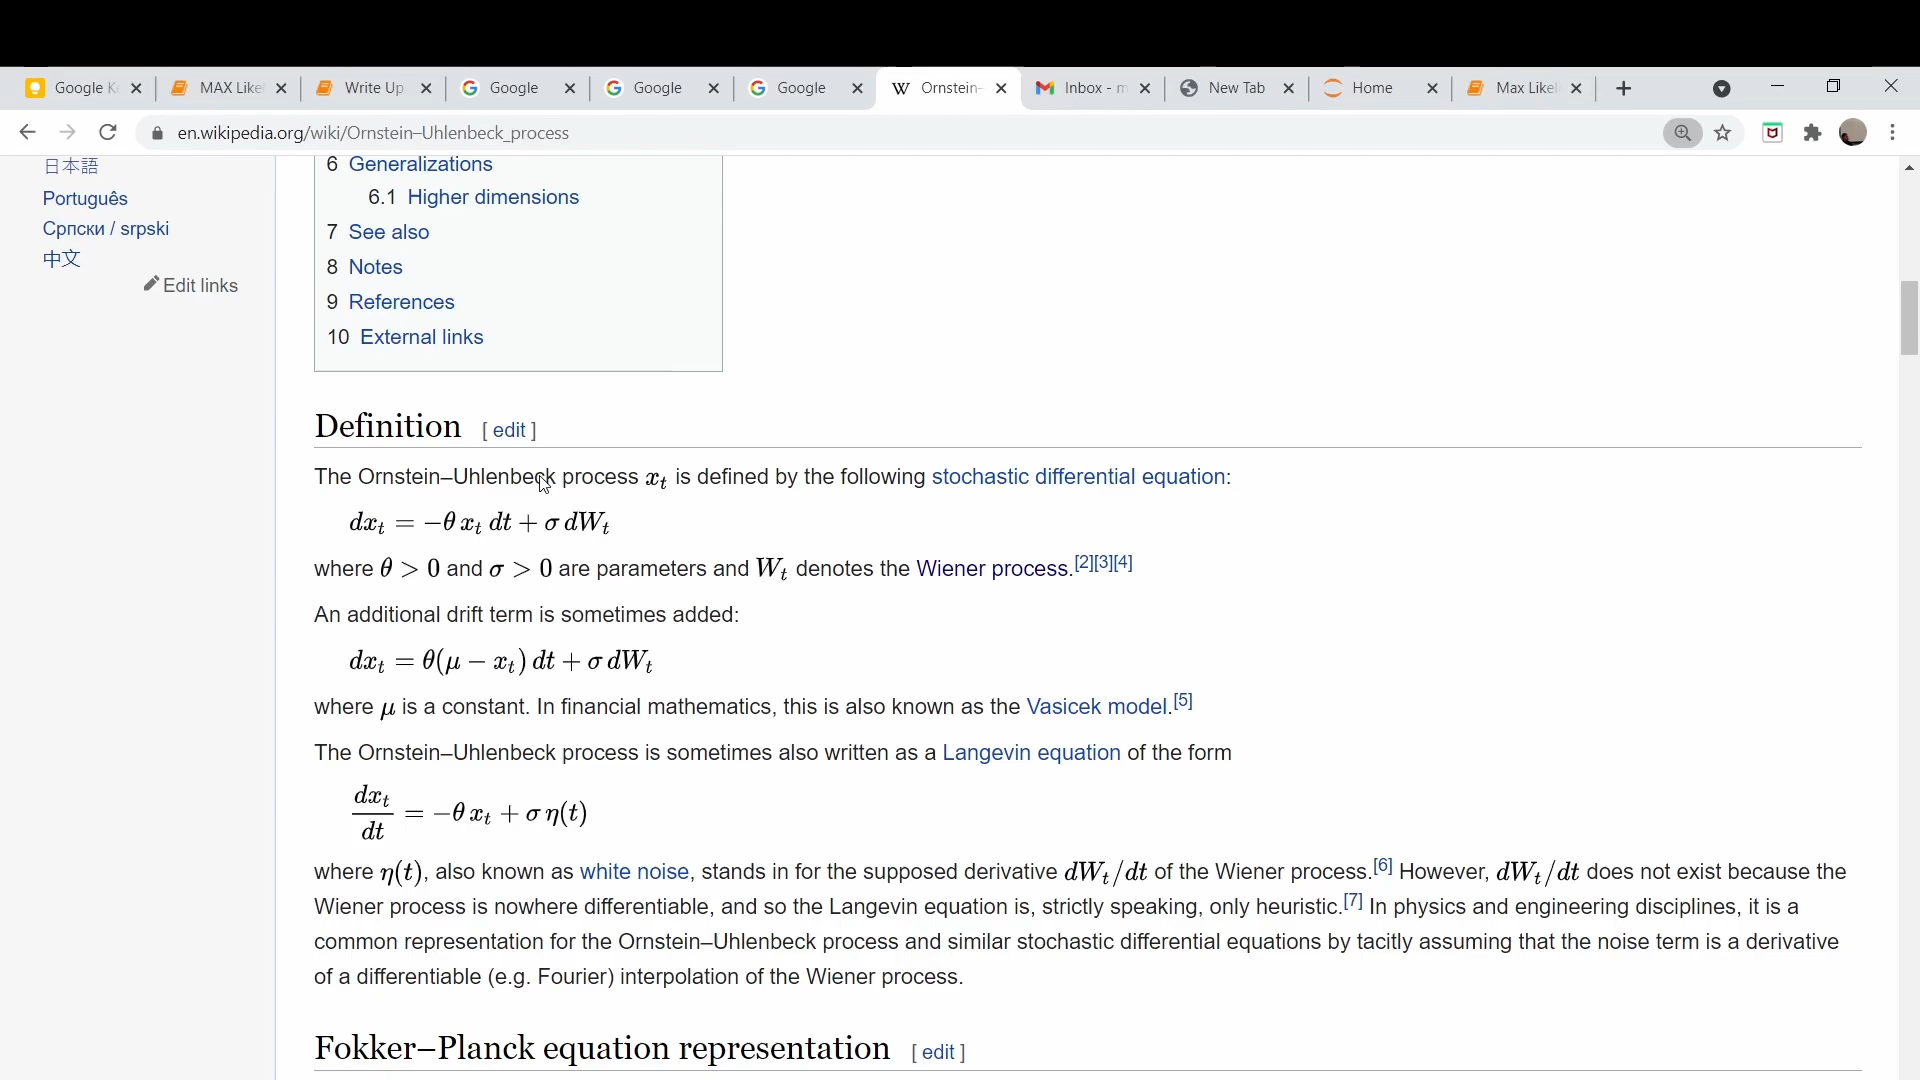 Google K MAX Like Write Up Google Google Google Ornstein- Inbox - m New Tab Home Max Likel
en.wikipedia.org/wiki/Ornstein–Uhlenbeck_process
日本語
Português
Српски / srpski
中文
Edit links
6 Generalizations
6.1 Higher dimensions
7 See also
8 Notes
9 References
10 External links
Definition [ edit ]
The Ornstein–Uhlenbeck process x_t is defined by the following stochastic differential equation:
dx_t = −θ x_t dt + σ dW_t
where θ > 0 and σ > 0 are parameters and W_t denotes the Wiener process.[2][3][4]
An additional drift term is sometimes added:
dx_t = θ(μ − x_t) dt + σ dW_t
where μ is a constant. In financial mathematics, this is also known as the Vasicek model.[5]
The Ornstein–Uhlenbeck process is sometimes also written as a Langevin equation of the form
dx_t/dt = −θ x_t + σ η(t)
where η(t), also known as white noise, stands in for the supposed derivative dW_t/dt of the Wiener process.[6] However, dW_t/dt does not exist because the
Wiener process is nowhere differentiable, and so the Langevin equation is, strictly speaking, only heuristic.[7] In physics and engineering disciplines, it is a
common representation for the Ornstein–Uhlenbeck process and similar stochastic differential equations by tacitly assuming that the noise term is a derivative
of a differentiable (e.g. Fourier) interpolation of the Wiener process.
Fokker–Planck equation representation [ edit ]